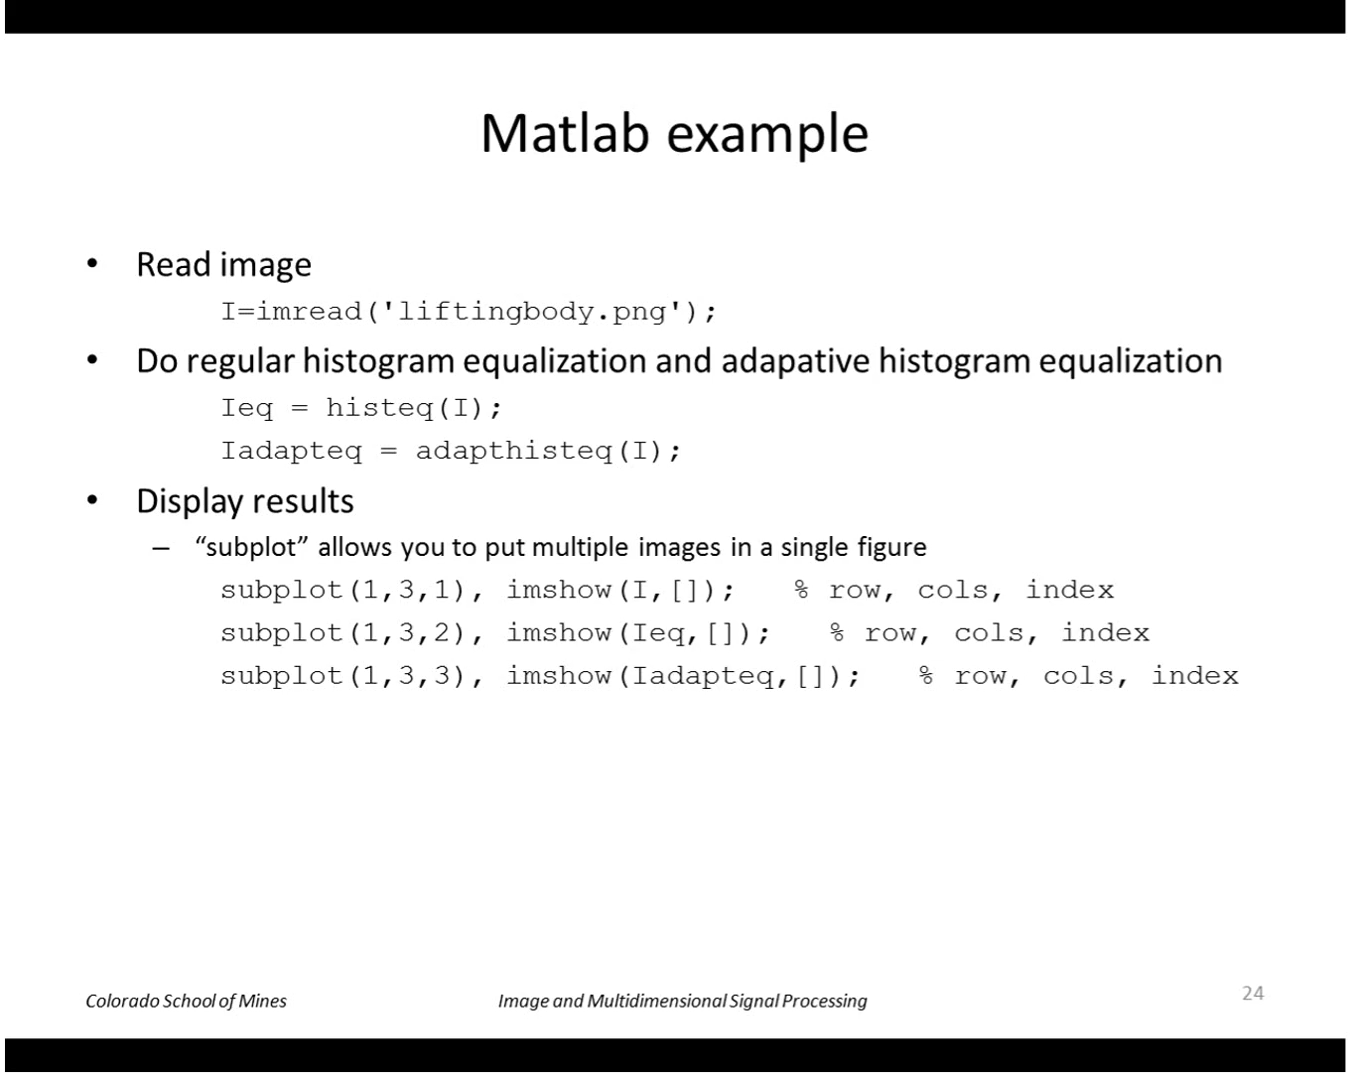 Matlab example
• Read image
I=imread('liftingbody.png');
• Do regular histogram equalization and adapative histogram equalization
Ieq = histeq(I);
Iadapteq = adapthisteq(I);
• Display results
– “subplot” allows you to put multiple images in a single figure
subplot(1,3,1), imshow(I,[]);   % row, cols, index
subplot(1,3,2), imshow(Ieq,[]);   % row, cols, index
subplot(1,3,3), imshow(Iadapteq,[]);   % row, cols, index
Colorado School of Mines
Image and Multidimensional Signal Processing
24